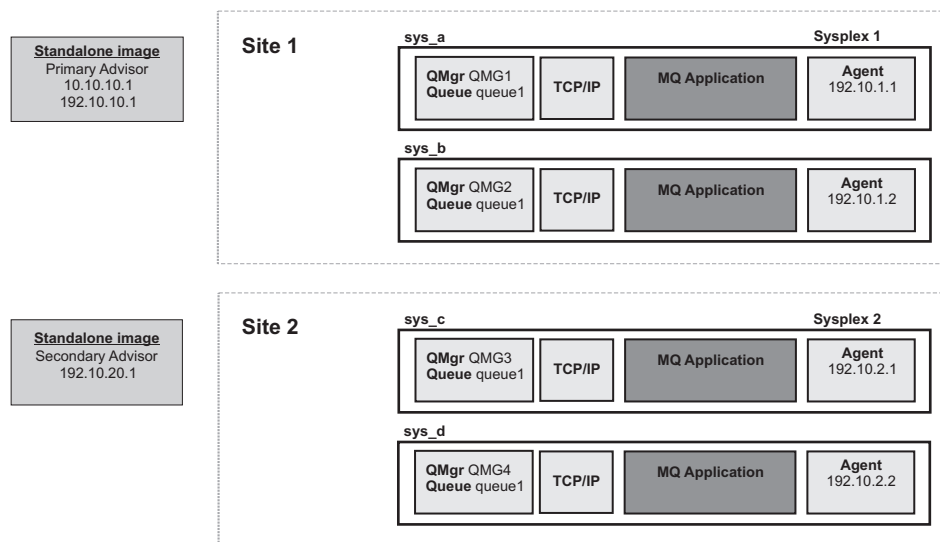 Standalone image
Primary Advisor
10.10.10.1
192.10.10.1
Site 1
sys_a
Sysplex 1
QMgr QMG1
Queue queue1
TCP/IP
MQ Application
Agent
192.10.1.1
sys_b
QMgr QMG2
Queue queue1
TCP/IP
MQ Application
Agent
192.10.1.2
Standalone image
Secondary Advisor
192.10.20.1
Site 2
sys_c
Sysplex 2
QMgr QMG3
Queue queue1
TCP/IP
MQ Application
Agent
192.10.2.1
sys_d
QMgr QMG4
Queue queue1
TCP/IP
MQ Application
Agent
192.10.2.2